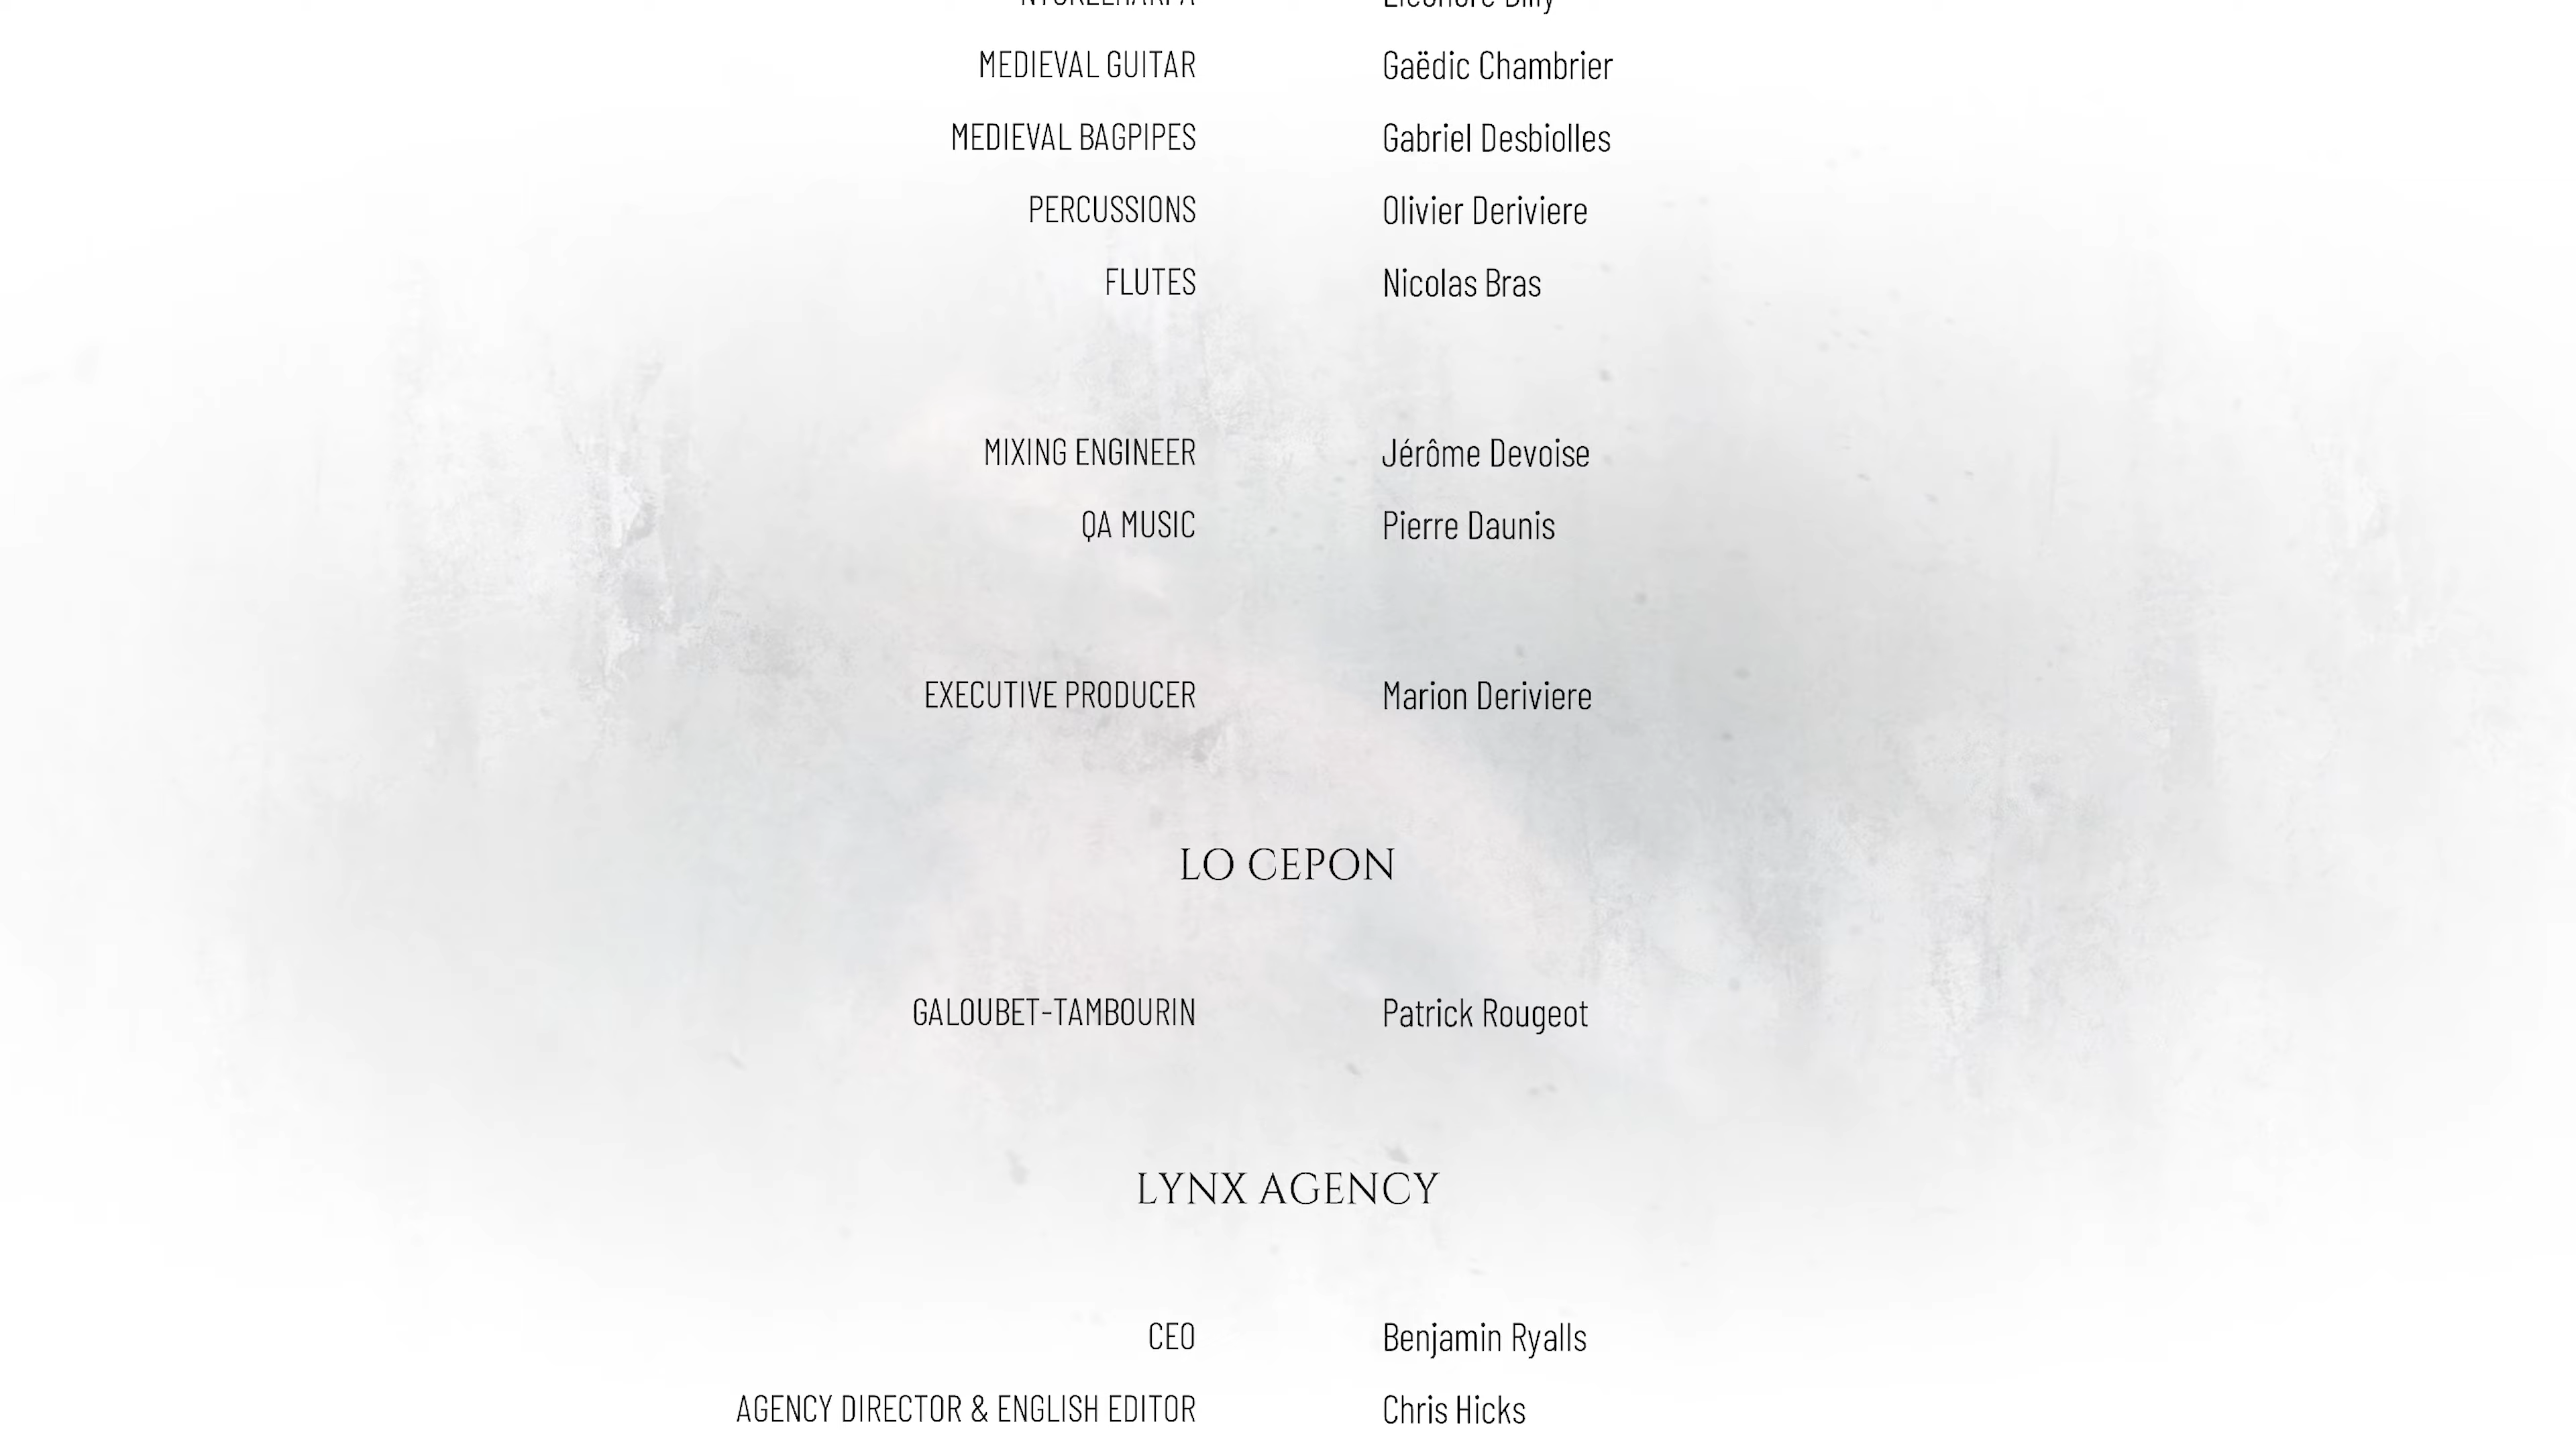 MEDIEVAL GUITAR Gaëdic Chambrier
MEDIEVAL BAGPIPES Gabriel Desbiolles
PERCUSSIONS Olivier Deriviere
FLUTES Nicolas Bras
MIXING ENGINEER Jérôme Devoise
QA MUSIC Pierre Daunis
EXECUTIVE PRODUCER Marion Deriviere
LO CEPON
GALOUBET-TAMBOURIN Patrick Rougeot
LYNX AGENCY
CEO Benjamin Ryalls
AGENCY DIRECTOR & ENGLISH EDITOR Chris Hicks